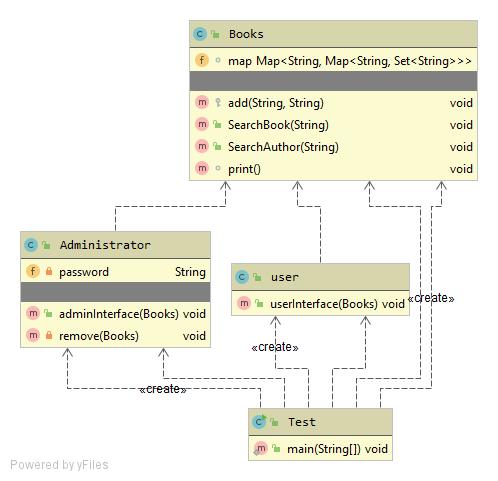 Books
map Map<String, Map<String, Set<String>>>
add(String, String) void
SearchBook(String) void
SearchAuthor(String) void
print() void
Administrator
password String
adminInterface(Books) void
remove(Books) void
user
userInterface(Books) void
«create»
«create»
«create»
Test
main(String[]) void
Powered by yFiles